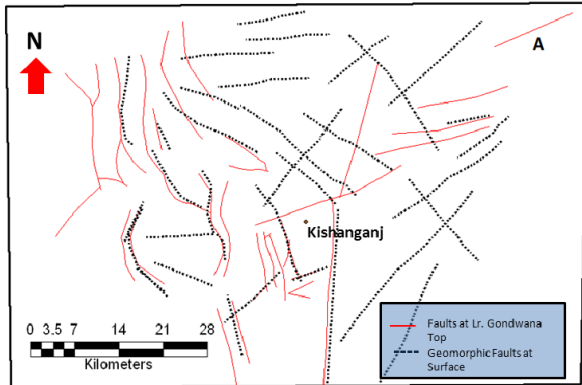 N
A
Kishanganj
0 3.5 7 14 21 28
Kilometers
Faults at Lr. Gondwana
Top
Geomorphic Faults at
Surface